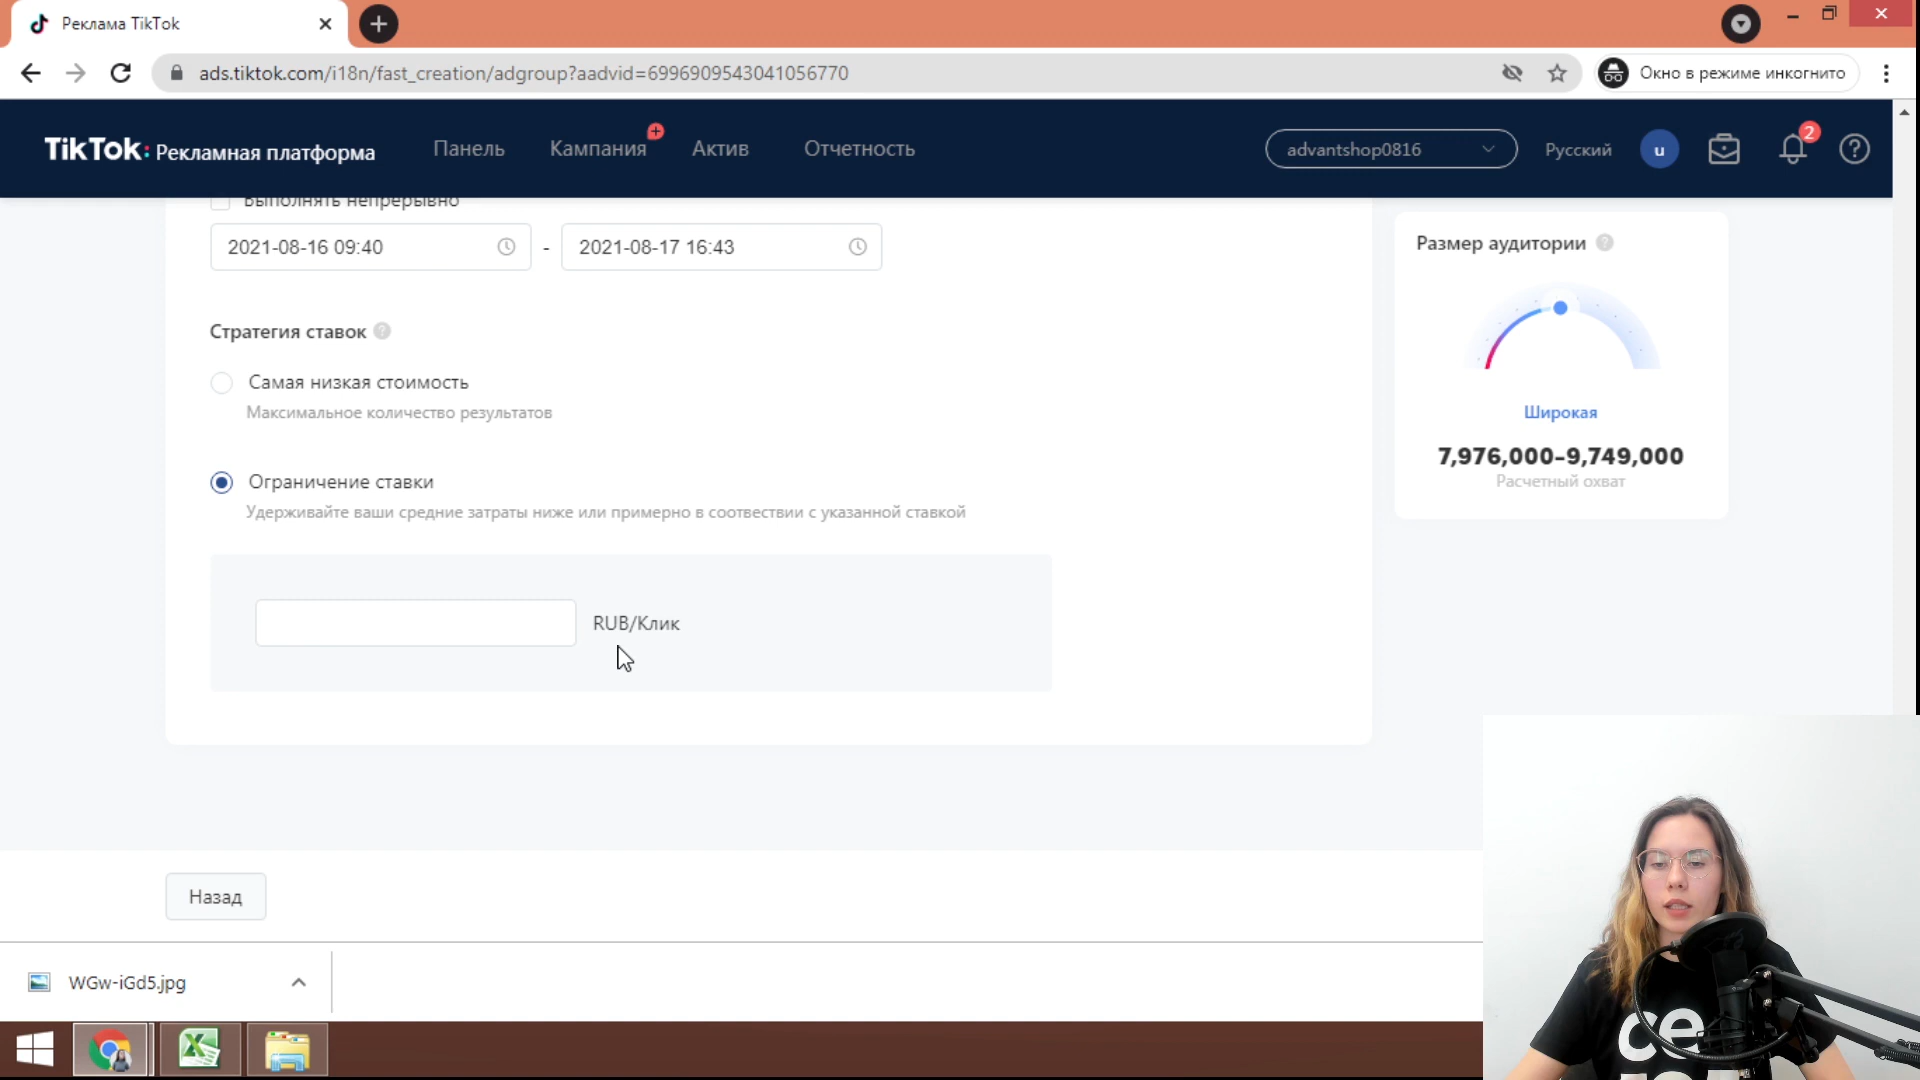 Реклама TikTok
ads.tiktok.com/i18n/fast_creation/adgroup?aadvid=6996909543041056770
Окно в режиме инкогнито
TikTok: Рекламная платформа
Панель
Кампания
Актив
Отчетность
advantshop0816
Русский
u
2
Выполнять непрерывно
2021-08-16 09:40
-
2021-08-17 16:43
Стратегия ставок
Самая низкая стоимость
Максимальное количество результатов
Ограничение ставки
Удерживайте ваши средние затраты ниже или примерно в соотвествии с указанной ставкой
RUB/Клик
Размер аудитории
Широкая
7,976,000-9,749,000
Расчетный охват
Назад
WGw-iGd5.jpg
ce